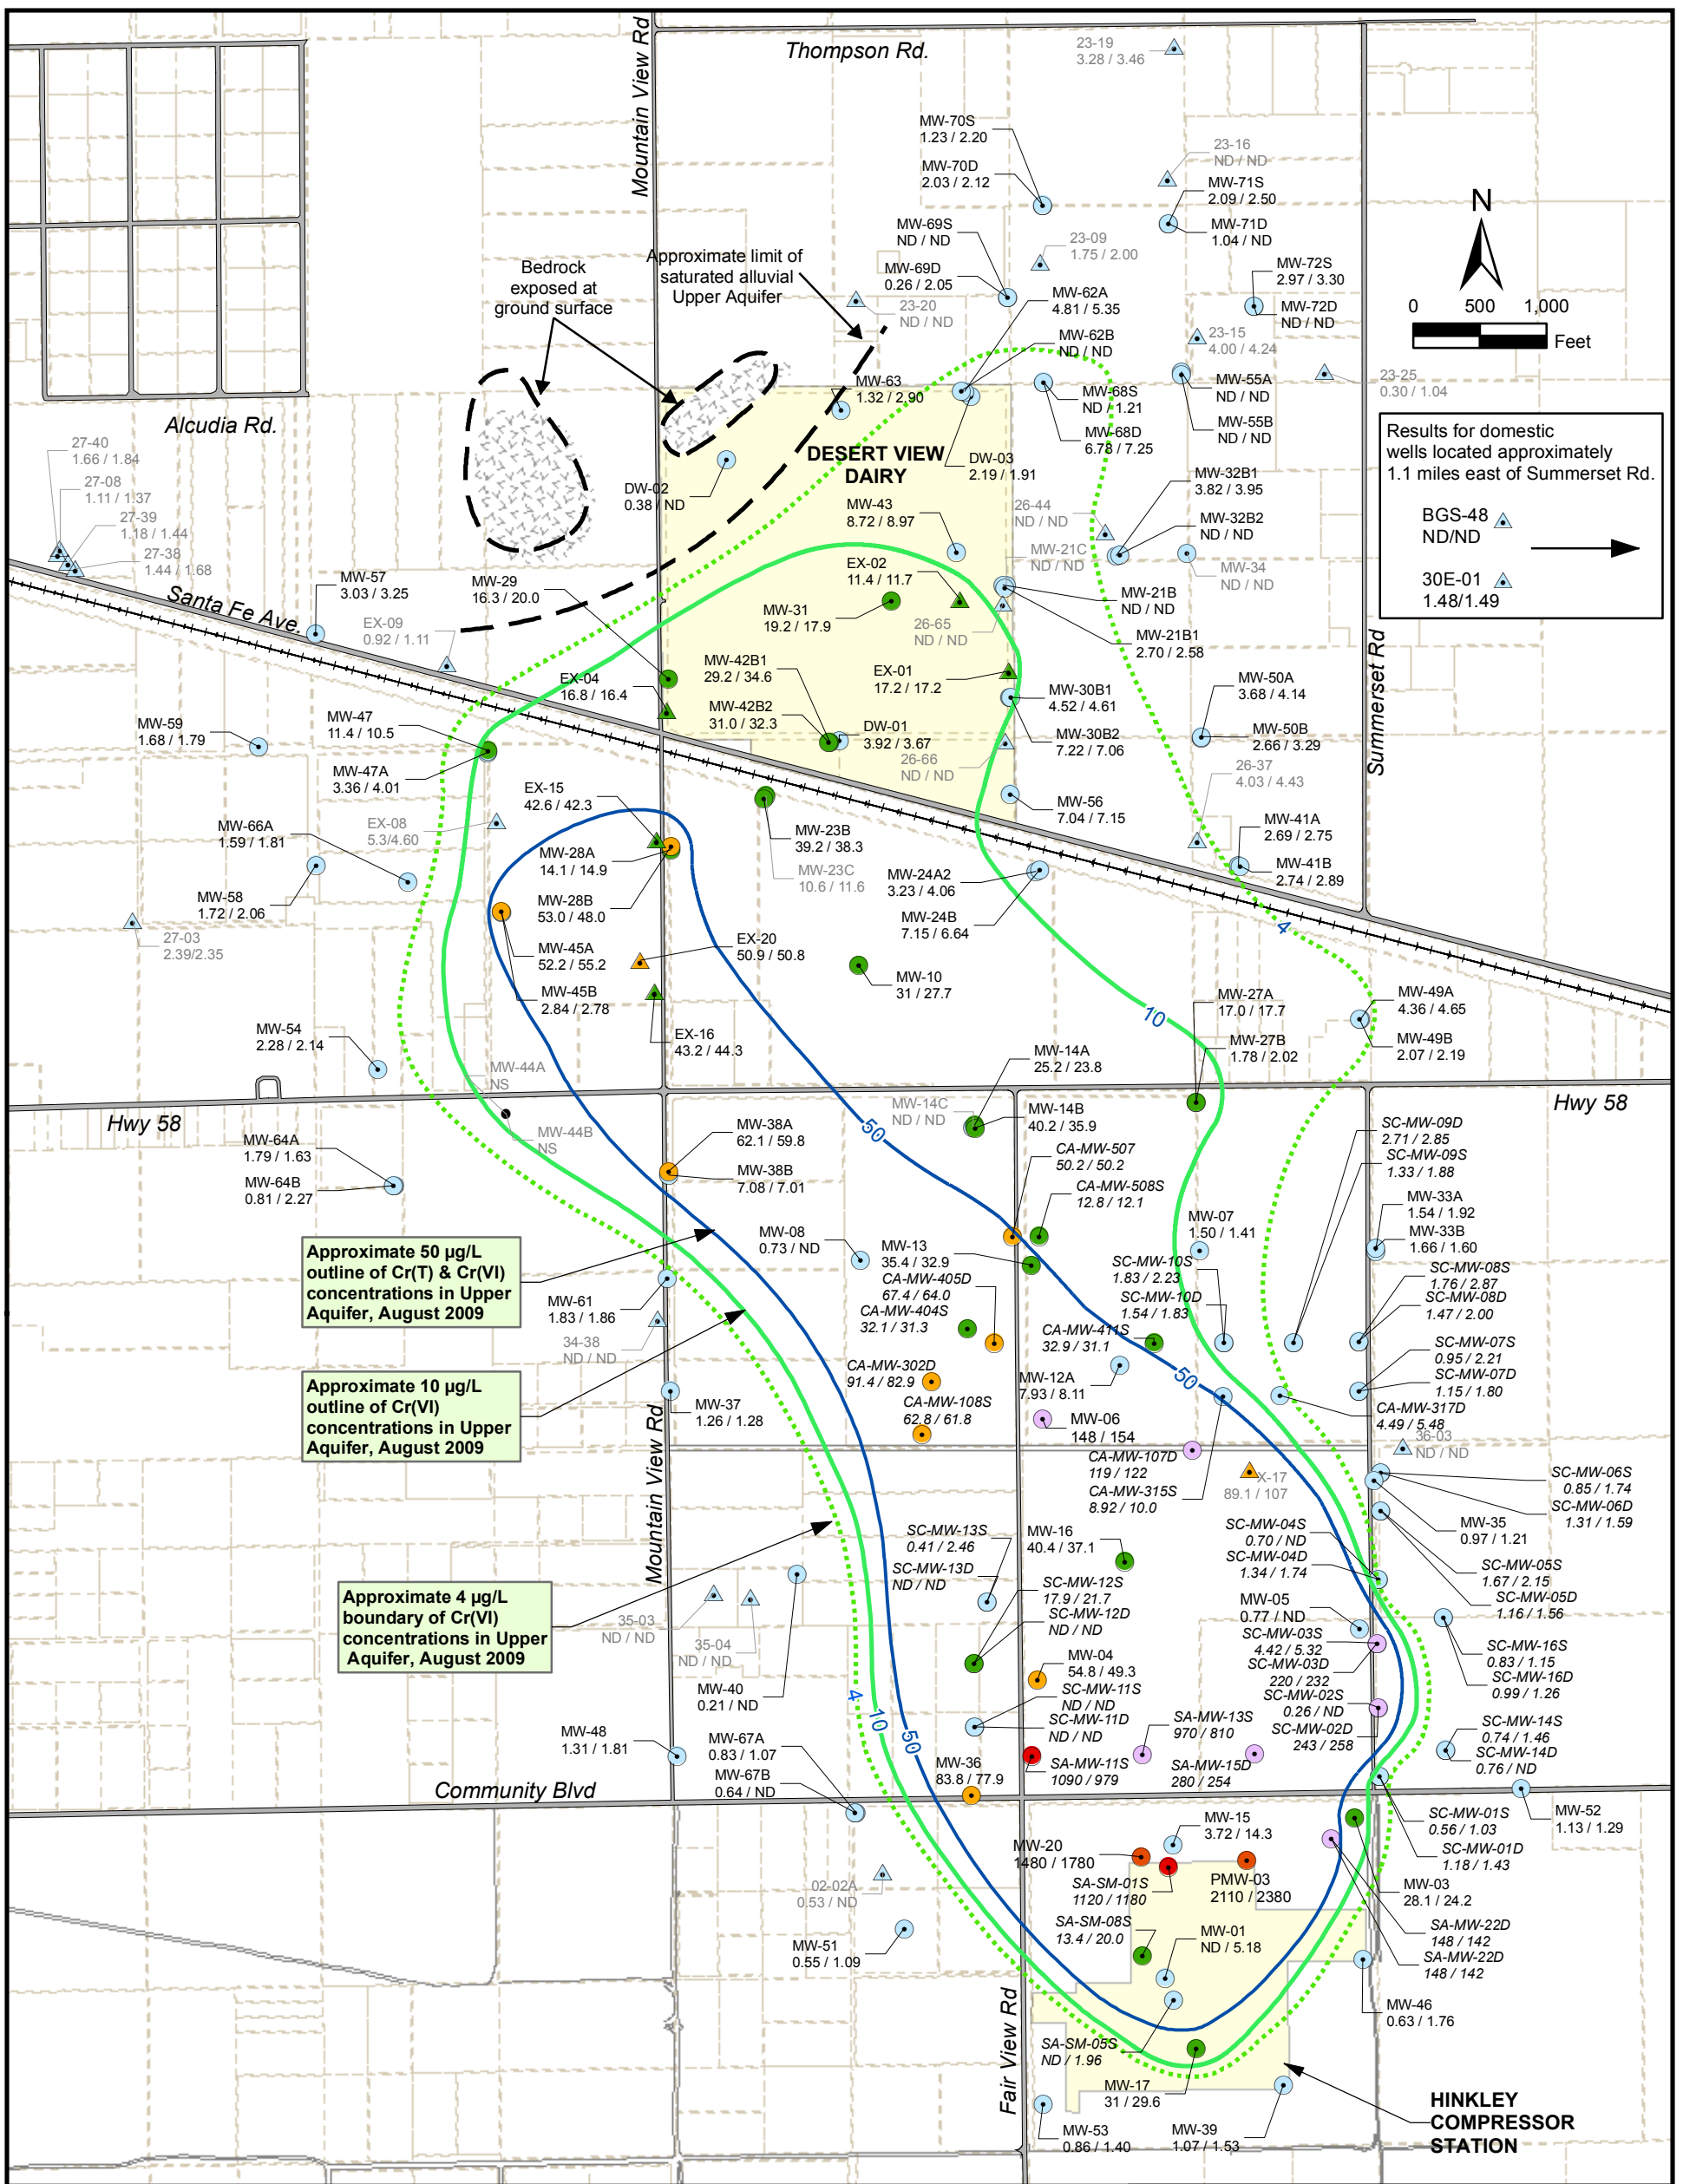 Thompson Rd.
Mountain View Rd
23-19
3.28 / 3.46
MW-70S
1.23 / 2.20
MW-70D
2.03 / 2.12
23-16
ND / ND
MW-71S
2.09 / 2.50
MW-71D
1.04 / ND
N
0 500 1,000
Feet
MW-69S
ND / ND
MW-69D
0.26 / 2.05
23-09
1.75 / 2.00
MW-72S
2.97 / 3.30
MW-72D
ND / ND
Approximate limit of
saturated alluvial
Upper Aquifer
Bedrock
exposed at
ground surface
23-20
ND / ND
MW-62A
4.81 / 5.35
MW-62B
ND / ND
23-15
4.00 / 4.24
23-25
0.30 / 1.04
MW-63
1.32 / 2.90
MW-68S
ND / 1.21
MW-68D
6.78 / 7.25
MW-55A
ND / ND
MW-55B
ND / ND
Alcudia Rd.
DESERT VIEW
DAIRY
DW-03
2.19 / 1.91
DW-02
0.38 / ND
Results for domestic
wells located approximately
1.1 miles east of Summerset Rd.
BGS-48
ND/ND
30E-01
1.48/1.49
27-40
1.66 / 1.84
27-08
1.11 / 1.37
27-39
1.18 / 1.44
27-38
1.44 / 1.68
MW-43
8.72 / 8.97
26-44
ND / ND
MW-32B1
3.82 / 3.95
MW-32B2
ND / ND
MW-34
ND / ND
MW-21C
ND / ND
MW-57
3.03 / 3.25
MW-29
16.3 / 20.0
EX-02
11.4 / 11.7
MW-31
19.2 / 17.9
26-65
ND / ND
MW-21B
ND / ND
MW-21B1
2.70 / 2.58
Santa Fe Ave.
EX-09
0.92 / 1.11
EX-04
16.8 / 16.4
MW-42B1
29.2 / 34.6
MW-42B2
31.0 / 32.3
EX-01
17.2 / 17.2
MW-30B1
4.52 / 4.61
MW-30B2
7.22 / 7.06
MW-50A
3.68 / 4.14
MW-50B
2.66 / 3.29
Summerset Rd
MW-59
1.68 / 1.79
MW-47
11.4 / 10.5
MW-47A
3.36 / 4.01
DW-01
3.92 / 3.67
26-66
ND / ND
26-37
4.03 / 4.43
MW-56
7.04 / 7.15
EX-15
42.6 / 42.3
MW-66A
1.59 / 1.81
EX-08
5.3/4.60
MW-28A
14.1 / 14.9
MW-28B
53.0 / 48.0
MW-23B
39.2 / 38.3
MW-23C
10.6 / 11.6
MW-24A2
3.23 / 4.06
MW-24B
7.15 / 6.64
MW-41A
2.69 / 2.75
MW-41B
2.74 / 2.89
MW-58
1.72 / 2.06
27-03
2.39/2.35
4
MW-45A
52.2 / 55.2
MW-45B
2.84 / 2.78
EX-20
50.9 / 50.8
EX-16
43.2 / 44.3
MW-10
31 / 27.7
10
MW-27A
17.0 / 17.7
MW-27B
1.78 / 2.02
MW-49A
4.36 / 4.65
MW-49B
2.07 / 2.19
MW-54
2.28 / 2.14
MW-14A
25.2 / 23.8
MW-44A
NS
MW-44B
NS
Hwy 58
Hwy 58
MW-14C
ND / ND
MW-14B
40.2 / 35.9
50
MW-64A
1.79 / 1.63
MW-64B
0.81 / 2.27
MW-38A
62.1 / 59.8
MW-38B
7.08 / 7.01
CA-MW-507
50.2 / 50.2
CA-MW-508S
12.8 / 12.1
SC-MW-09D
2.71 / 2.85
SC-MW-09S
1.33 / 1.88
MW-33A
1.54 / 1.92
MW-33B
1.66 / 1.60
Approximate 50 µg/L
outline of Cr(T) & Cr(VI)
concentrations in Upper
Aquifer, August 2009
MW-08
0.73 / ND
MW-13
35.4 / 32.9
MW-07
1.50 / 1.41
SC-MW-10S
1.83 / 2.23
SC-MW-10D
1.54 / 1.83
SC-MW-08S
1.76 / 2.87
SC-MW-08D
1.47 / 2.00
MW-61
1.83 / 1.86
34-38
ND / ND
CA-MW-405D
67.4 / 64.0
CA-MW-404S
32.1 / 31.3
CA-MW-411S
32.9 / 31.1
SC-MW-07S
0.95 / 2.21
SC-MW-07D
1.15 / 1.80
Approximate 10 µg/L
outline of Cr(VI)
concentrations in Upper
Aquifer, August 2009
MW-37
1.26 / 1.28
CA-MW-302D
91.4 / 82.9
CA-MW-108S
62.8 / 61.8
MW-12A
7.93 / 8.11
50
CA-MW-317D
4.49 / 5.48
MW-06
148 / 154
36-03
ND / ND
Mountain View Rd
CA-MW-107D
119 / 122
CA-MW-315S
8.92 / 10.0
X-17
89.1 / 107
SC-MW-06S
0.85 / 1.74
SC-MW-06D
1.31 / 1.59
MW-35
0.97 / 1.21
SC-MW-13S
0.41 / 2.46
SC-MW-13D
ND / ND
MW-16
40.4 / 37.1
SC-MW-04S
0.70 / ND
SC-MW-04D
1.34 / 1.74
SC-MW-05S
1.67 / 2.15
SC-MW-05D
1.16 / 1.56
Approximate 4 µg/L
boundary of Cr(VI)
concentrations in Upper
Aquifer, August 2009
35-03
ND / ND
35-04
ND / ND
MW-40
0.21 / ND
SC-MW-12S
17.9 / 21.7
SC-MW-12D
ND / ND
MW-05
0.77 / ND
SC-MW-03S
4.42 / 5.32
SC-MW-03D
220 / 232
SC-MW-16S
0.83 / 1.15
SC-MW-16D
0.99 / 1.26
MW-04
54.8 / 49.3
SC-MW-11S
ND / ND
SC-MW-11D
ND / ND
SC-MW-02S
0.26 / ND
SC-MW-02D
243 / 258
4
10
50
MW-48
1.31 / 1.81
MW-67A
0.83 / 1.07
MW-67B
0.64 / ND
SA-MW-13S
970 / 810
SA-MW-15D
280 / 254
SC-MW-14S
0.74 / 1.46
SC-MW-14D
0.76 / ND
MW-36
83.8 / 77.9
SA-MW-11S
1090 / 979
Community Blvd
MW-15
3.72 / 14.3
SC-MW-01S
0.56 / 1.03
SC-MW-01D
1.18 / 1.43
MW-52
1.13 / 1.29
MW-20
1480 / 1780
SA-SM-01S
1120 / 1180
PMW-03
2110 / 2380
MW-03
28.1 / 24.2
02-02A
0.53 / ND
SA-SM-08S
13.4 / 20.0
MW-01
ND / 5.18
SA-MW-22D
148 / 142
SA-MW-22D
148 / 142
MW-51
0.55 / 1.09
MW-46
0.63 / 1.76
Fair View Rd
SA-SM-05S
ND / 1.96
MW-17
31 / 29.6
MW-53
0.86 / 1.40
MW-39
1.07 / 1.53
HINKLEY
COMPRESSOR
STATION